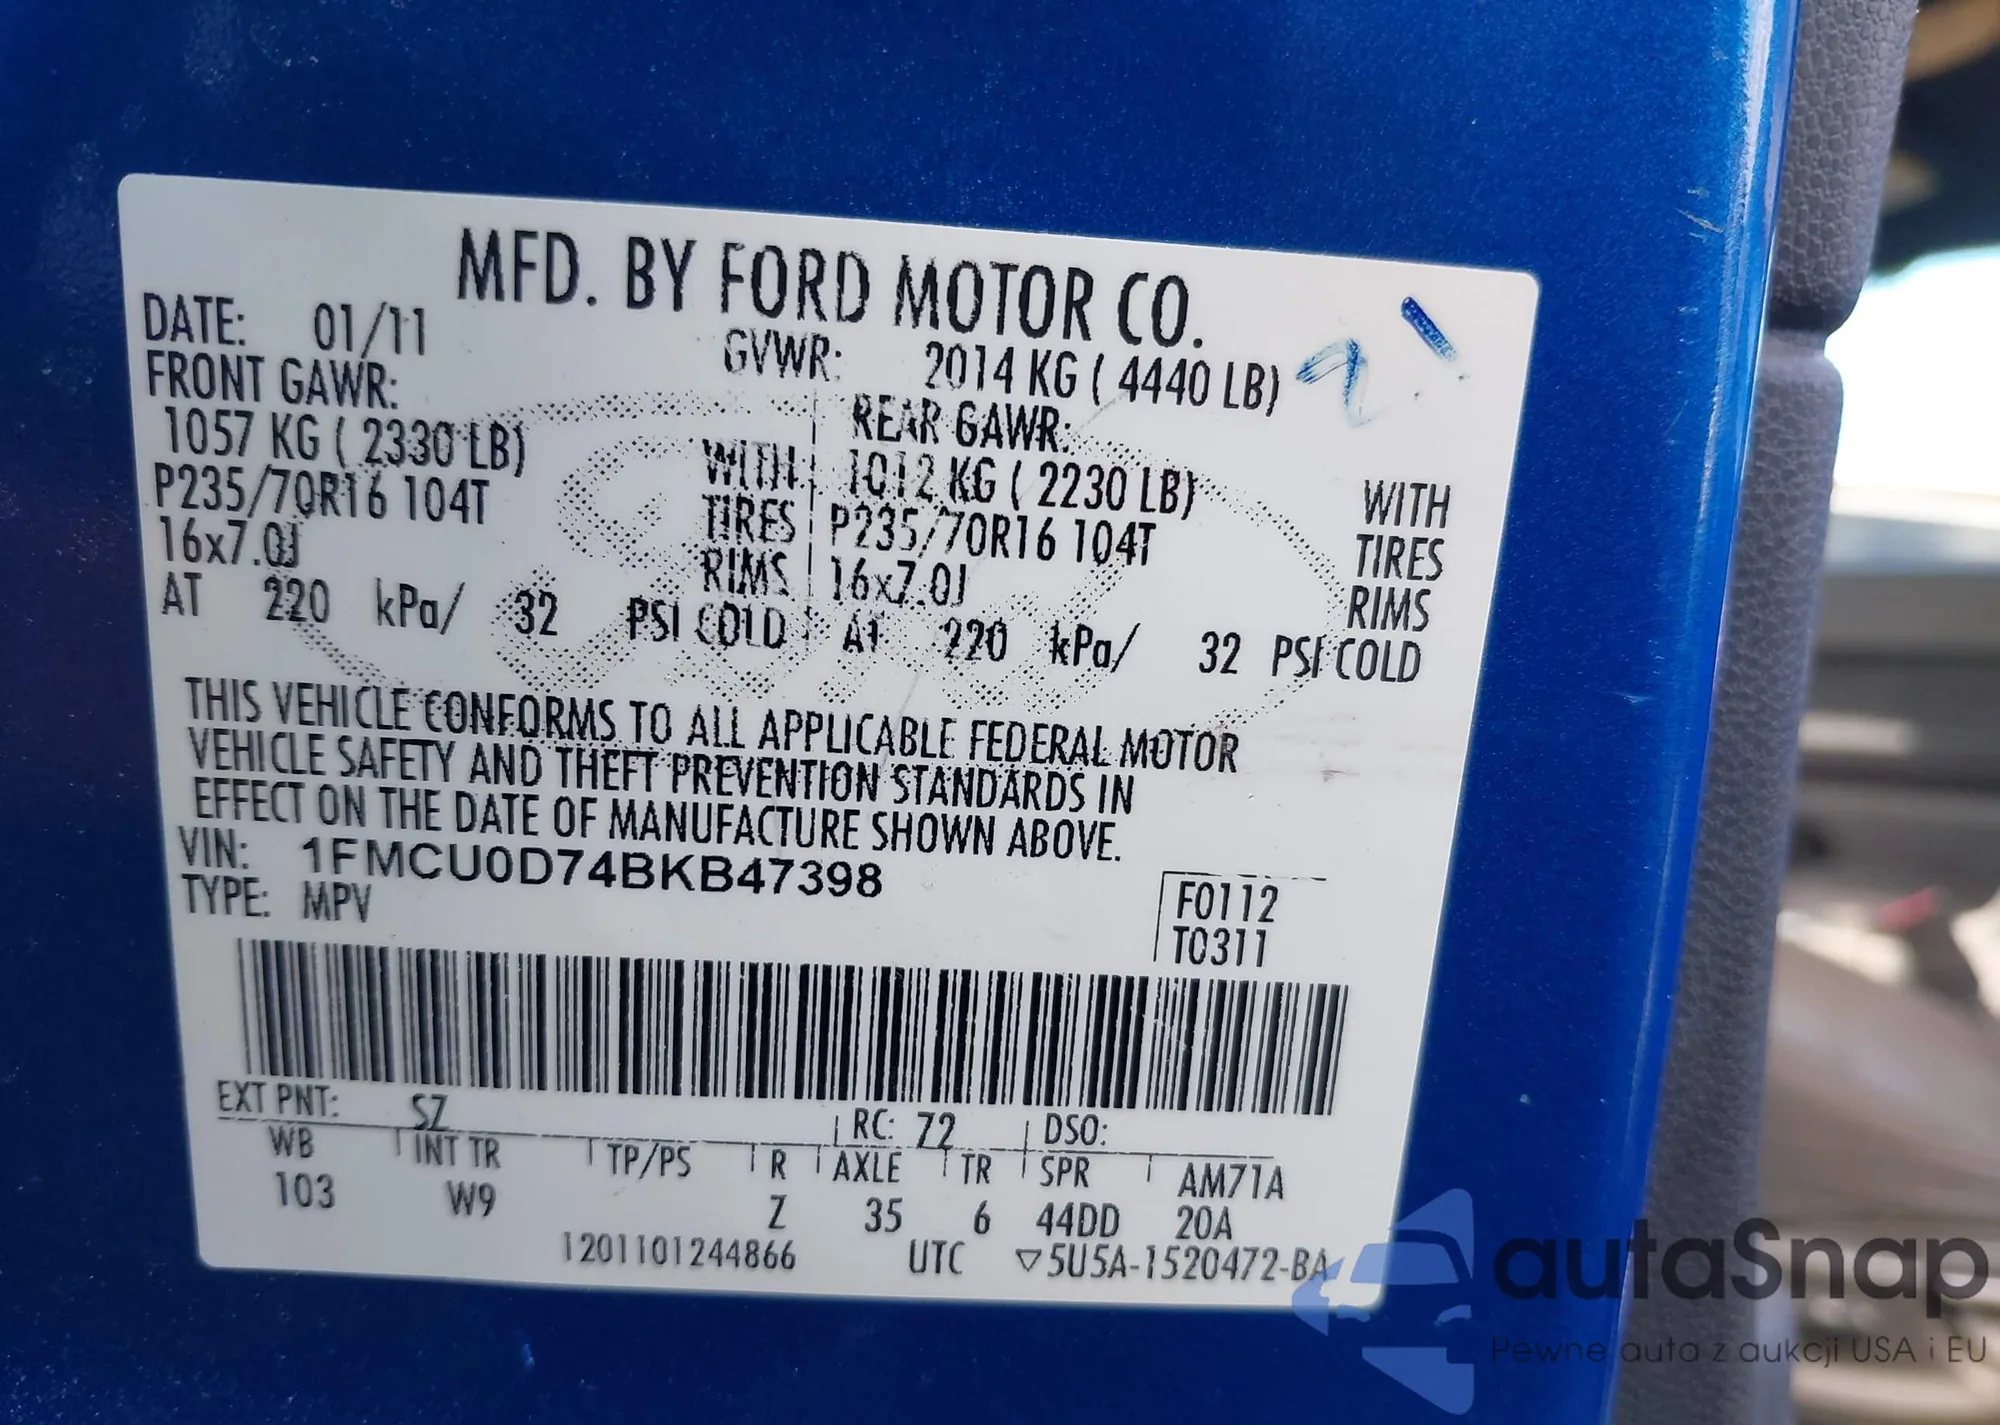 MFD. BY FORD MOTOR CO.
DATE: 01/11 GVWR: 2014 KG ( 4440 LB)
FRONT GAWR: REAR GAWR:
1057 KG ( 2330 LB) WITH 1012 KG ( 2230 LB) WITH
P235/70R16 104T TIRES P235/70R16 104T TIRES
16x7.0J RIMS 16x7.0J RIMS
AT 220 kPa/ 32 PSI COLD AT 220 kPa/ 32 PSI COLD
THIS VEHICLE CONFORMS TO ALL APPLICABLE FEDERAL MOTOR
VEHICLE SAFETY AND THEFT PREVENTION STANDARDS IN
EFFECT ON THE DATE OF MANUFACTURE SHOWN ABOVE.
VIN: 1FMCU0D74BKB47398
TYPE: MPV
F0112
T0311
EXT PNT: SZ RC: 72 DSO:
WB INT TR TP/PS R AXLE TR SPR AM71A
103 W9 Z 35 6 44DD 20A
1201101244866 UTC ▽5U5A-1520472-BA
autaSnap
Pewne auta z aukcji USA i EU